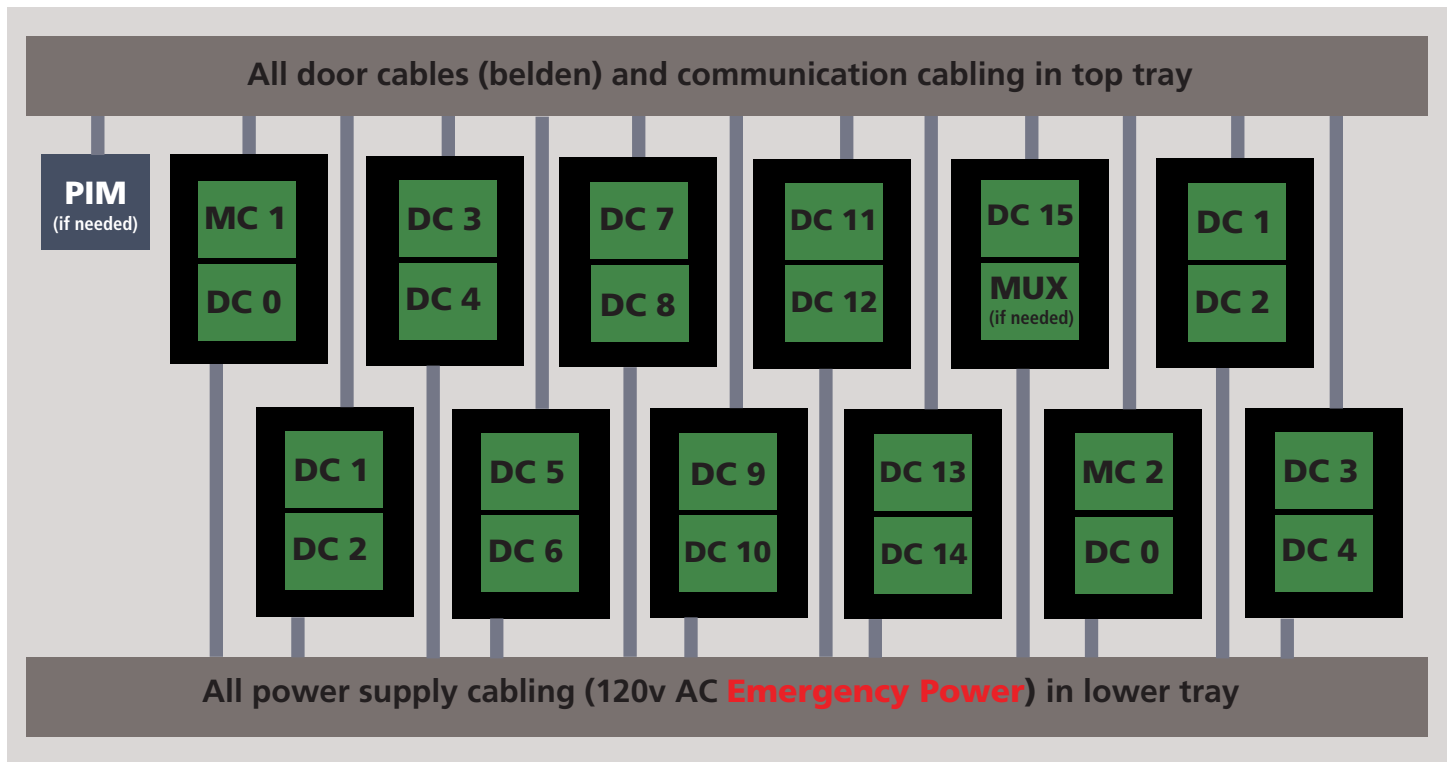 All door cables (belden) and communication cabling in top tray
PIM
(if needed)
MC 1
DC 0
DC 3
DC 4
DC 7
DC 8
DC 11
DC 12
DC 15
MUX
(if needed)
DC 1
DC 2
DC 1
DC 2
DC 5
DC 6
DC 9
DC 10
DC 13
DC 14
MC 2
DC 0
DC 3
DC 4
All power supply cabling (120v AC Emergency Power) in lower tray